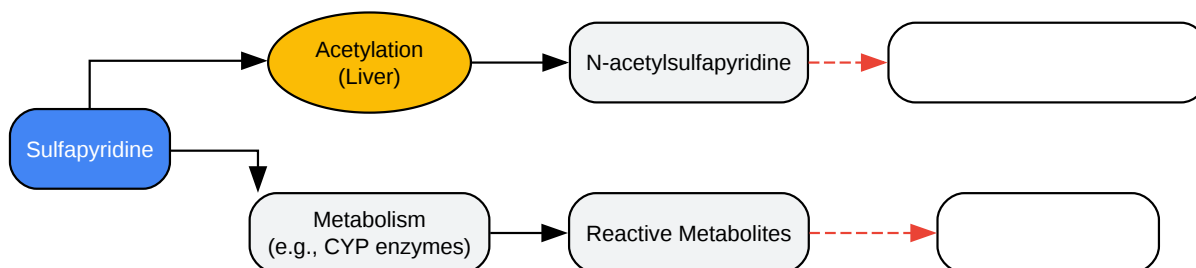 Acetylation
(Liver)
N-acetylsulfapyridine
Sulfapyridine
Metabolism
(e.g., CYP enzymes)
Reactive Metabolites